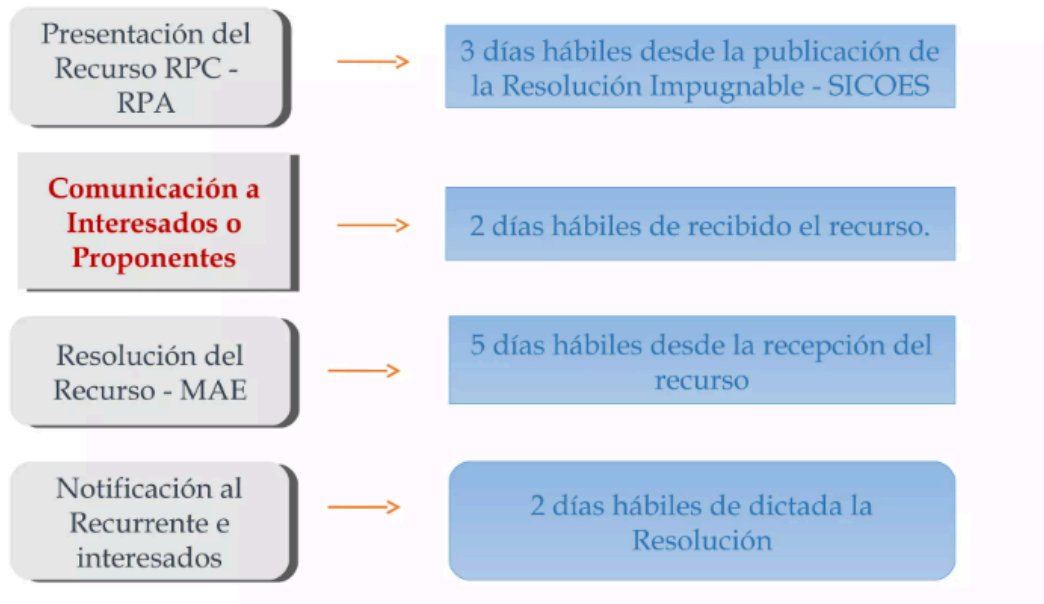 Presentación del
Recurso RPC -
RPA
3 días hábiles desde la publicación de
la Resolución Impugnable - SICOES
Comunicación a
Interesados o
Proponentes
2 días hábiles de recibido el recurso.
Resolución del
Recurso - MAE
5 días hábiles desde la recepción del
recurso
Notificación al
Recurrente e
interesados
2 días hábiles de dictada la
Resolución